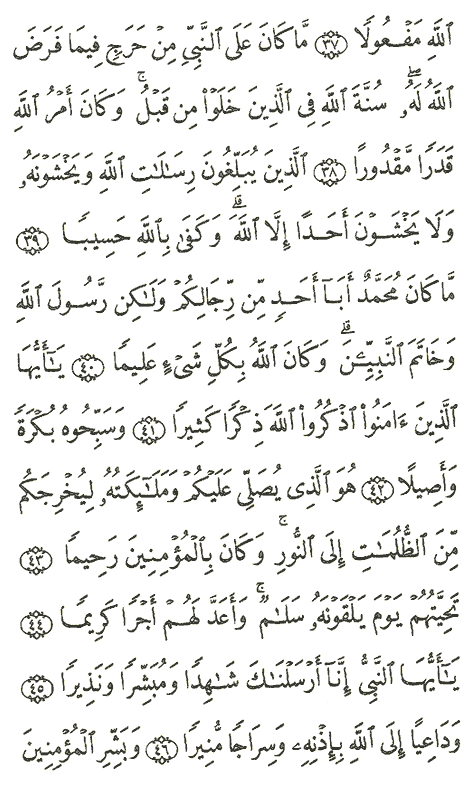 ٱللَّهِ مَفۡعُولٗا ٣٧ مَّا كَانَ عَلَى ٱلنَّبِيِّ مِنۡ حَرَجٖ فِيمَا فَرَضَ
ٱللَّهُ لَهُۥۖ سُنَّةَ ٱللَّهِ فِي ٱلَّذِينَ خَلَوۡاْ مِن قَبۡلُۚ وَكَانَ أَمۡرُ ٱللَّهِ
قَدَرٗا مَّقۡدُورًا ٣٨ ٱلَّذِينَ يُبَلِّغُونَ رِسَٰلَٰتِ ٱللَّهِ وَيَخۡشَوۡنَهُۥ
وَلَا يَخۡشَوۡنَ أَحَدًا إِلَّا ٱللَّهَۗ وَكَفَىٰ بِٱللَّهِ حَسِيبٗا ٣٩
مَّا كَانَ مُحَمَّدٌ أَبَآ أَحَدٖ مِّن رِّجَالِكُمۡ وَلَٰكِن رَّسُولَ ٱللَّهِ
وَخَاتَمَ ٱلنَّبِيِّـۧنَۗ وَكَانَ ٱللَّهُ بِكُلِّ شَيۡءٍ عَلِيمٗا ٤٠ يَٰٓأَيُّهَا
ٱلَّذِينَ ءَامَنُواْ ٱذۡكُرُواْ ٱللَّهَ ذِكۡرٗا كَثِيرٗا ٤١ وَسَبِّحُوهُ بُكۡرَةٗ
وَأَصِيلًا ٤٢ هُوَ ٱلَّذِي يُصَلِّي عَلَيۡكُمۡ وَمَلَٰٓئِكَتُهُۥ لِيُخۡرِجَكُم
مِّنَ ٱلظُّلُمَٰتِ إِلَى ٱلنُّورِۚ وَكَانَ بِٱلۡمُؤۡمِنِينَ رَحِيمٗا ٤٣
تَحِيَّتُهُمۡ يَوۡمَ يَلۡقَوۡنَهُۥ سَلَٰمٞۚ وَأَعَدَّ لَهُمۡ أَجۡرٗا كَرِيمٗا ٤٤
يَٰٓأَيُّهَا ٱلنَّبِيُّ إِنَّآ أَرۡسَلۡنَٰكَ شَٰهِدٗا وَمُبَشِّرٗا وَنَذِيرٗا ٤٥
وَدَاعِيًا إِلَى ٱللَّهِ بِإِذۡنِهِۦ وَسِرَاجٗا مُّنِيرٗا ٤٦ وَبَشِّرِ ٱلۡمُؤۡمِنِينَ